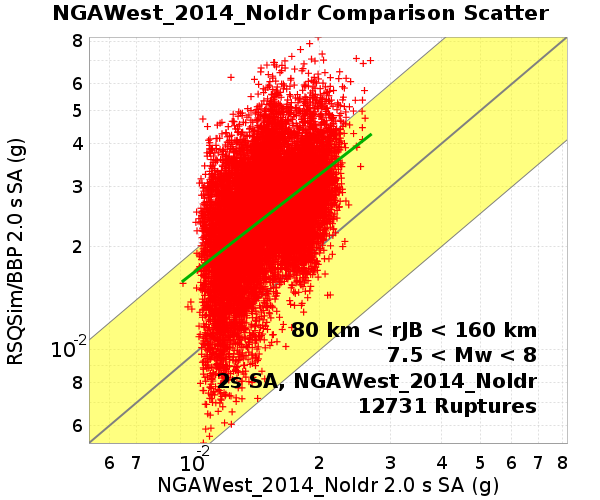 NGAWest_2014_NoIdr Comparison Scatter
RSQSim/BBP 2.0 s SA (g)
8
6
5
4
3
2
10-2
8
6
80 km < rJB < 160 km
7.5 < Mw < 8
2s SA, NGAWest_2014_NoIdr
12731 Ruptures
6 7 10-2 2 3 4 5 6 7 8
NGAWest_2014_NoIdr 2.0 s SA (g)